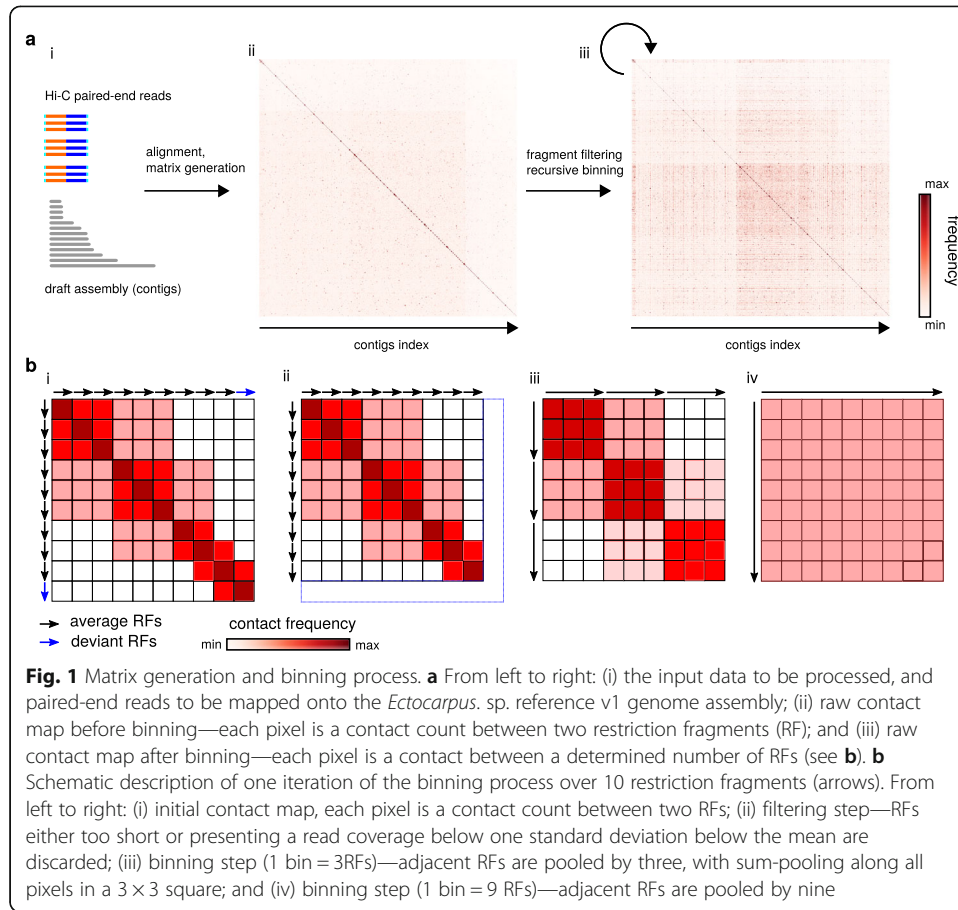 a
i
ii
iii
Hi-C paired-end reads
alignment,
matrix generation
fragment filtering
recursive binning
draft assembly (contigs)
contigs index
contigs index
max
frequency
min
b
i
ii
iii
iv
average RFs
deviant RFs
contact frequency
min
max
Fig. 1 Matrix generation and binning process. a From left to right: (i) the input data to be processed, and
paired-end reads to be mapped onto the Ectocarpus. sp. reference v1 genome assembly; (ii) raw contact
map before binning—each pixel is a contact count between two restriction fragments (RF); and (iii) raw
contact map after binning—each pixel is a contact between a determined number of RFs (see b). b
Schematic description of one iteration of the binning process over 10 restriction fragments (arrows). From
left to right: (i) initial contact map, each pixel is a contact count between two RFs; (ii) filtering step—RFs
either too short or presenting a read coverage below one standard deviation below the mean are
discarded; (iii) binning step (1 bin = 3RFs)—adjacent RFs are pooled by three, with sum-pooling along all
pixels in a 3 × 3 square; and (iv) binning step (1 bin = 9 RFs)—adjacent RFs are pooled by nine